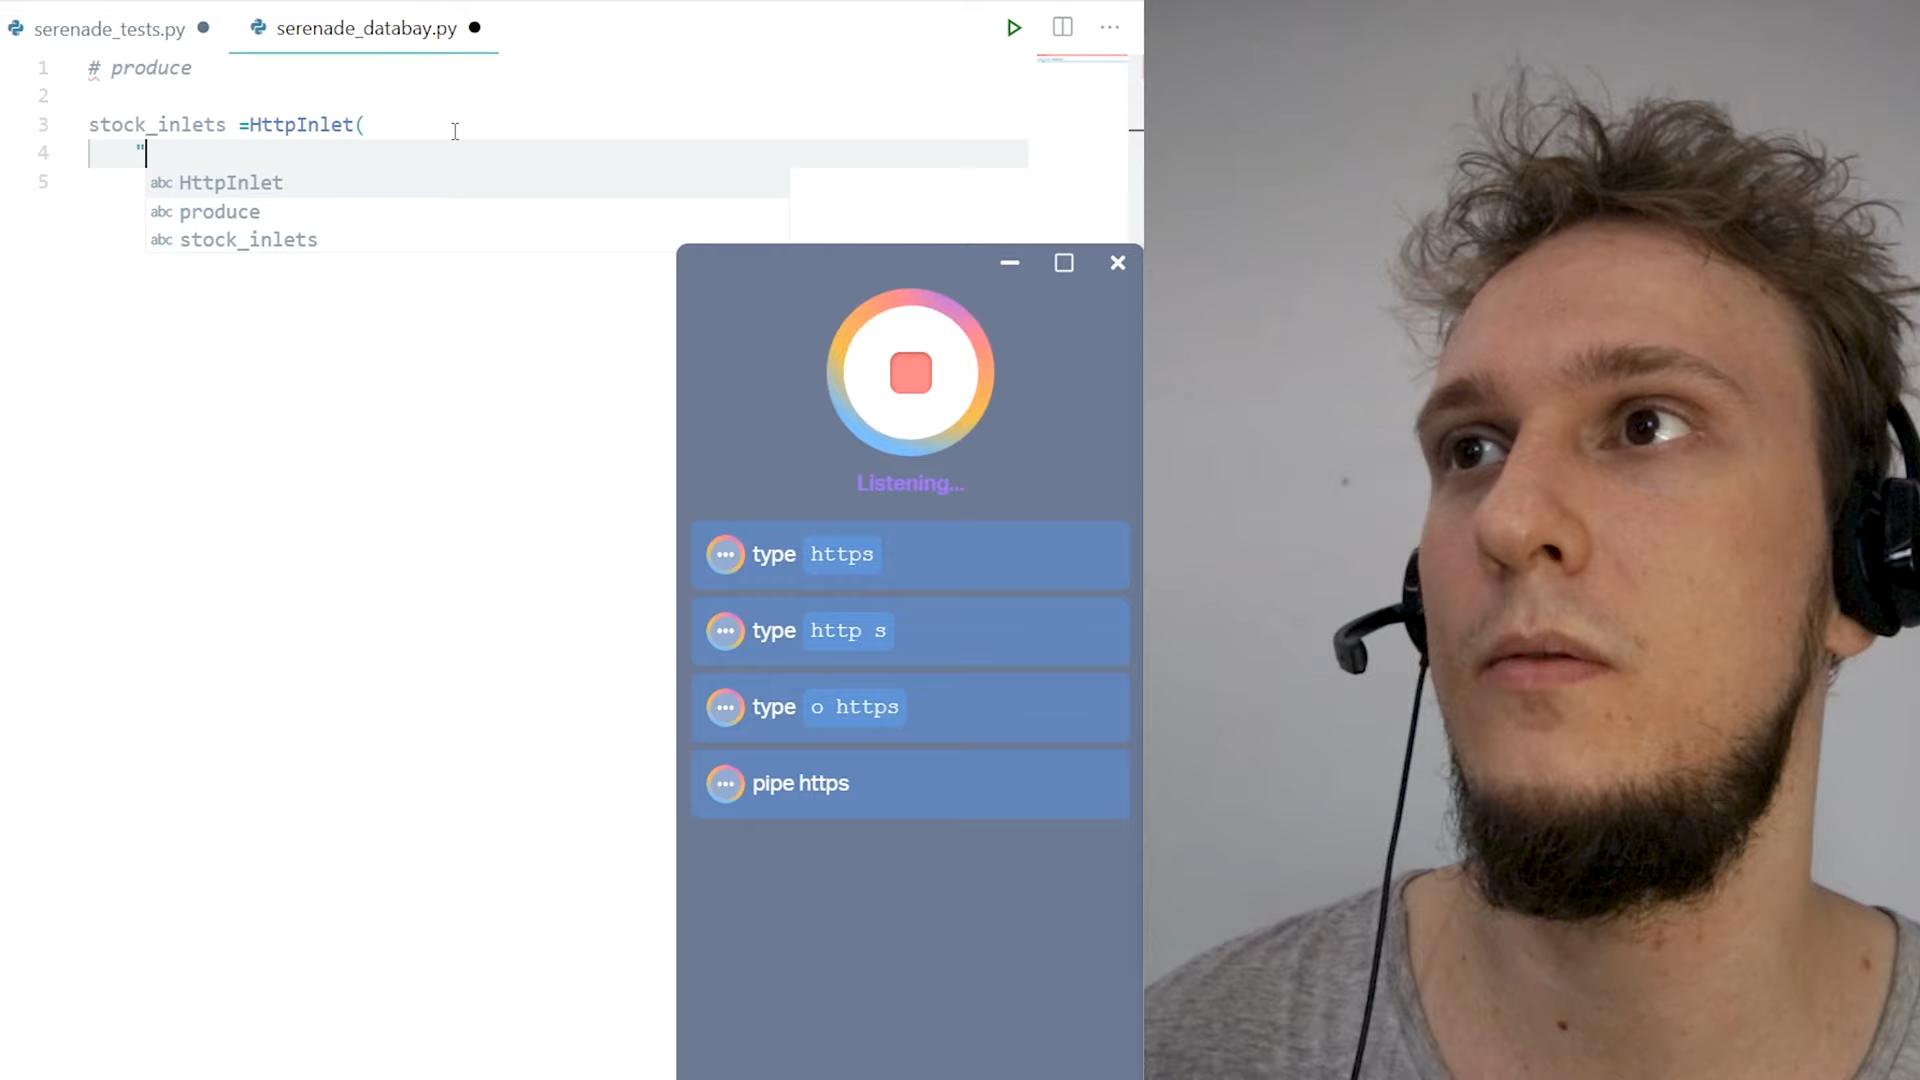 serenade_tests.py
serenade_databay.py
1 # produce
2
3 stock_inlets =HttpInlet(
4 "
abc HttpInlet
5
abc produce
abc stock_inlets
Listening...
type https
type http s
type o https
pipe https